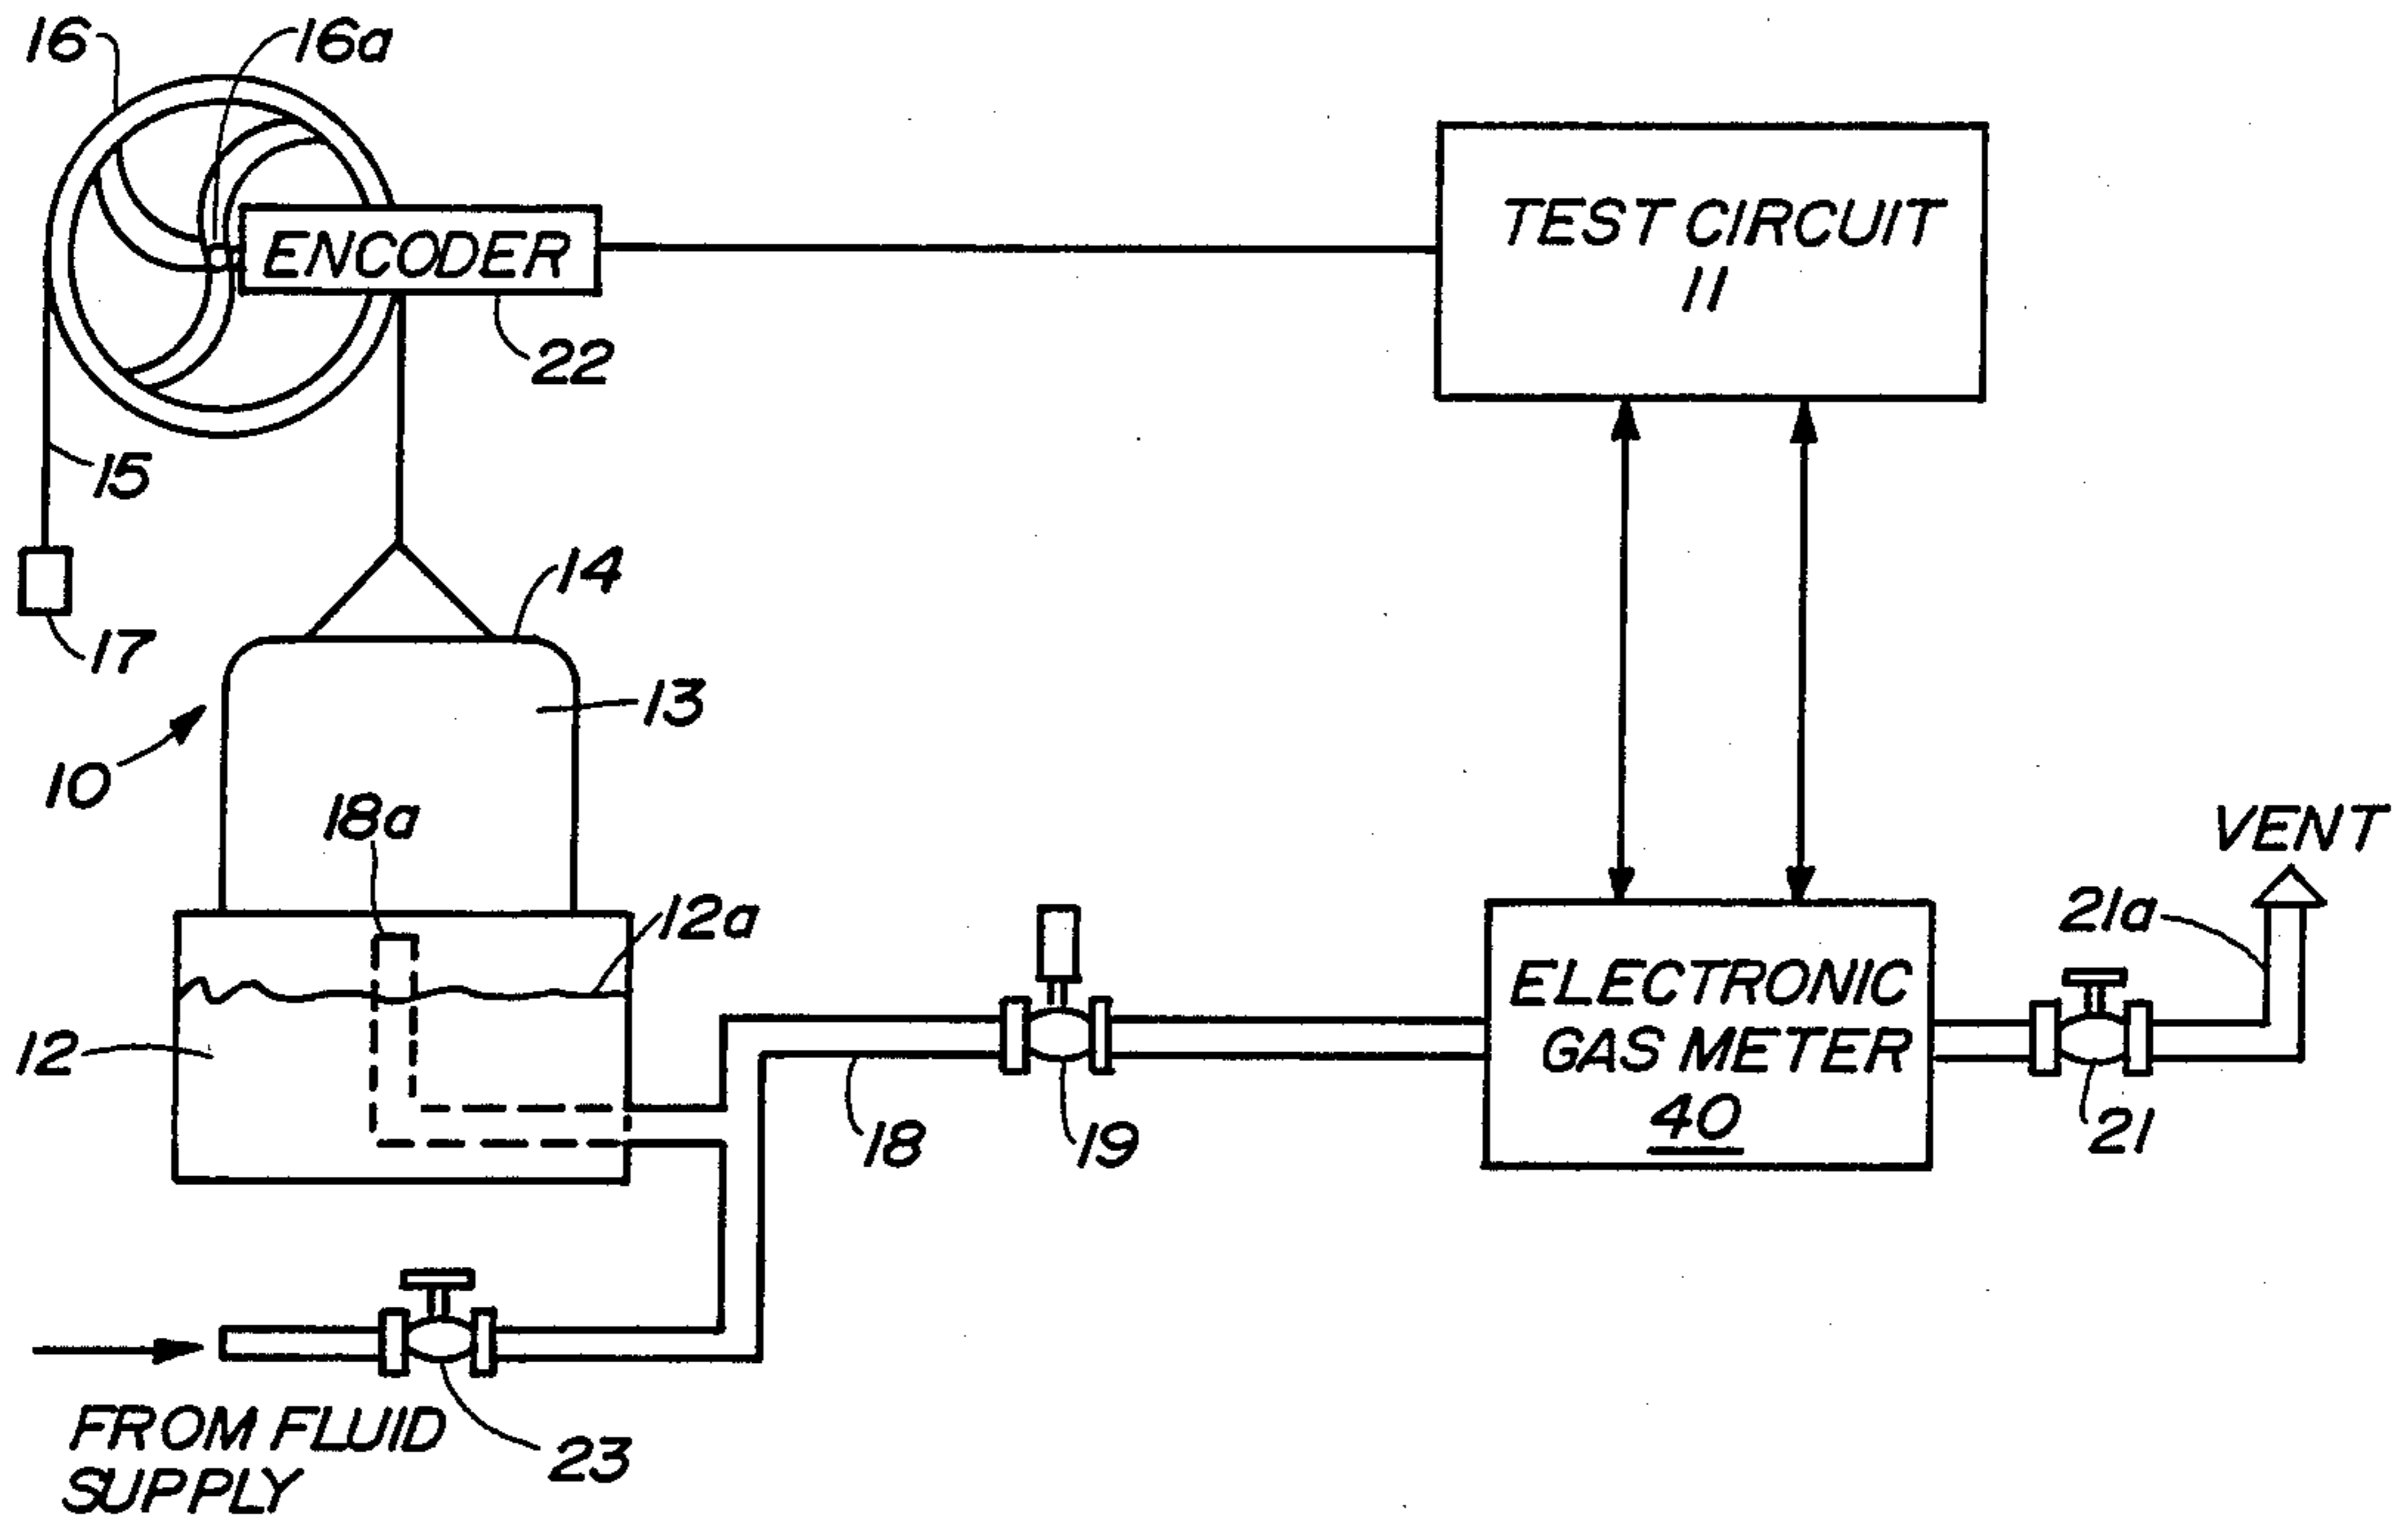 16
16a
TEST CIRCUIT
11
ENCODER
22
15
14
17
13
10
18a
VENT
12a
21a
ELECTRONIC
GAS METER
40
12
18
19
21
FROM FLUID
SUPPLY
23